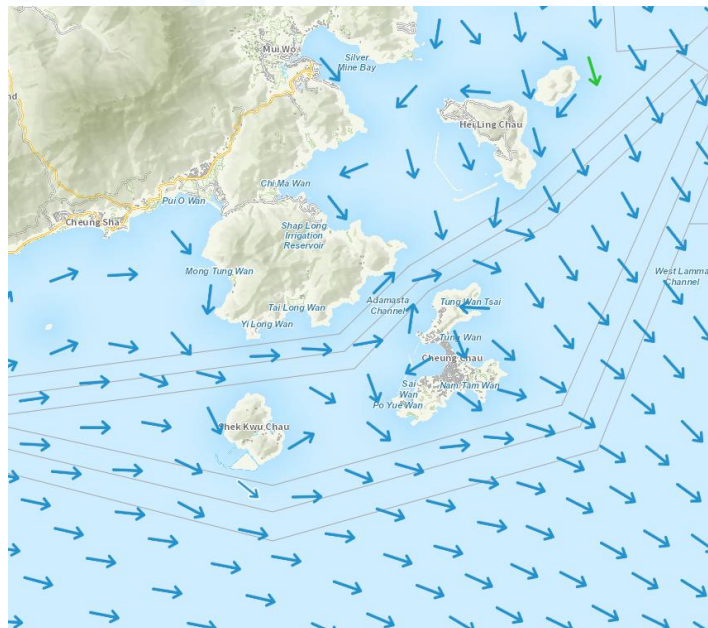 Mui Wo
Silver
Mine Bay
nd
Hei Ling Chau
Chi Ma Wan
Pui O Wan
Cheung Sha
Shap Long
Irrigation
Reservoir
Mong Tung Wan
West Lamma
Channel
Tai Long Wan
Adamasta
Channel
Tung Wan Tsai
Yi Long Wan
Tung Wan
Cheung Chau
Sai
Wan
Nam Tam Wan
Po Yue Wan
Shek Kwu Chau